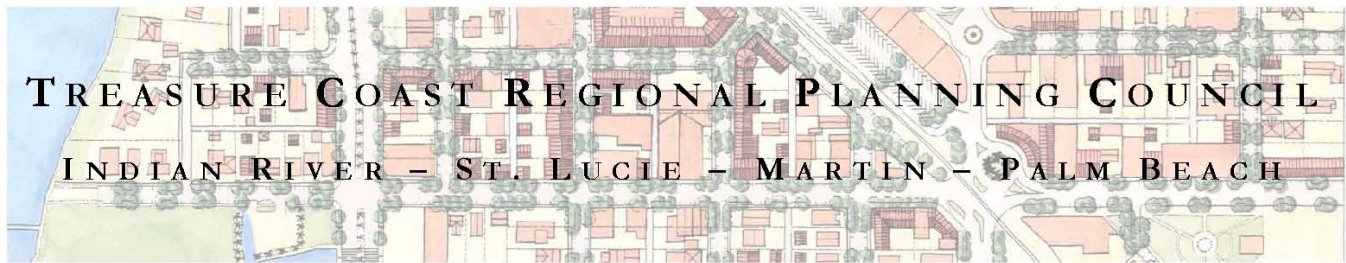 TREASURE COAST REGIONAL PLANNING COUNCIL
INDIAN RIVER – ST. LUCIE – MARTIN – PALM BEACH